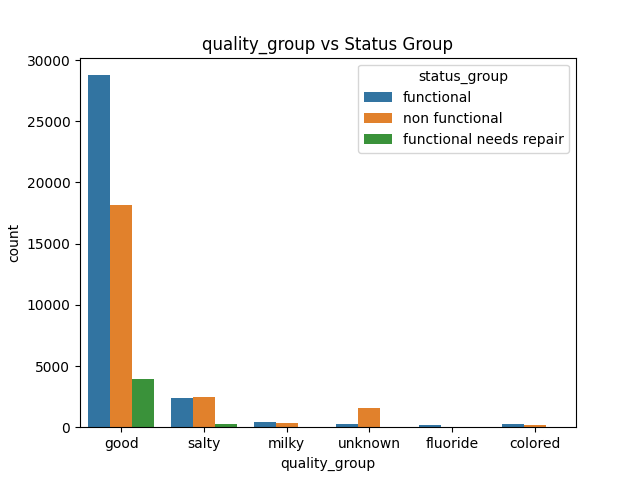 quality_group vs Status Group
status_group
functional
non functional
functional needs repair
count
30000
25000
20000
15000
10000
5000
0
good salty milky unknown fluoride colored
quality_group